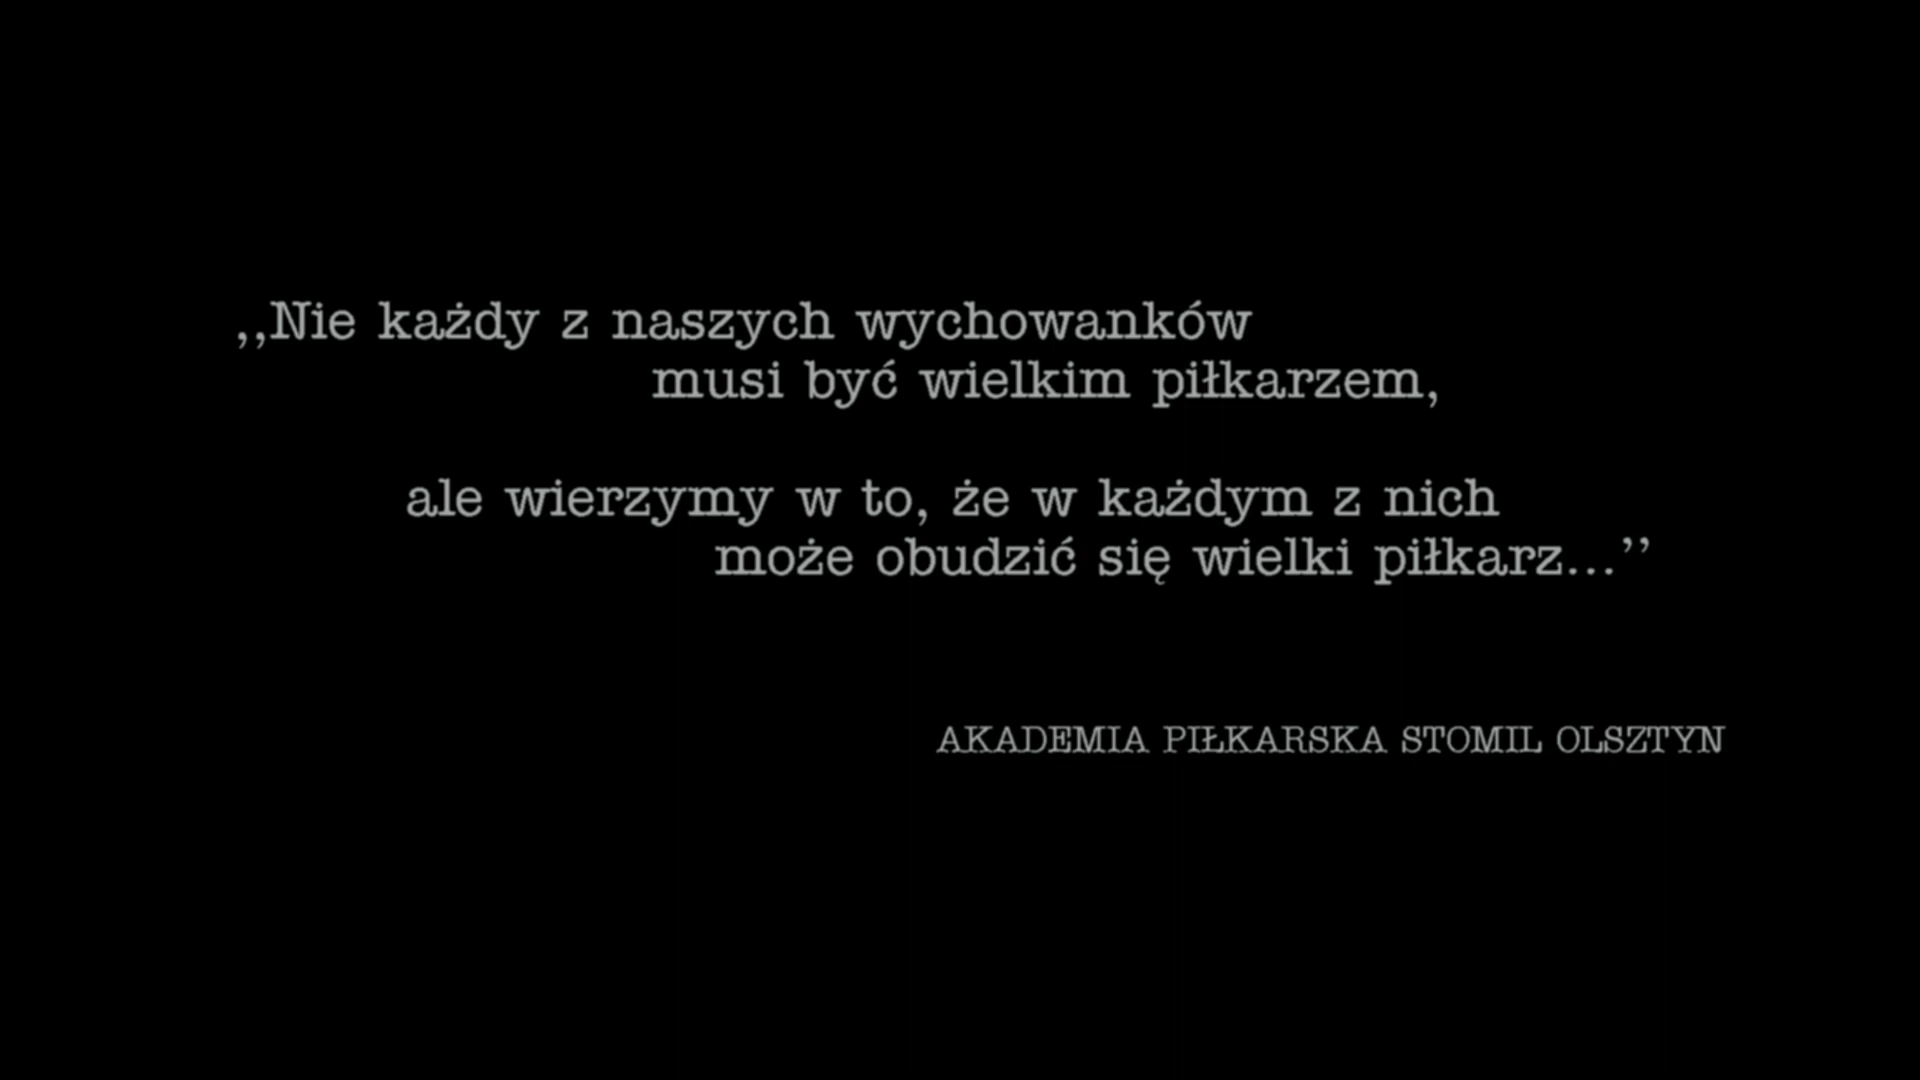 ,,Nie każdy z naszych wychowanków
musi być wielkim piłkarzem,
ale wierzymy w to, że w każdym z nich
może obudzić się wielki piłkarz...’’
AKADEMIA PIŁKARSKA STOMIL OLSZTYN